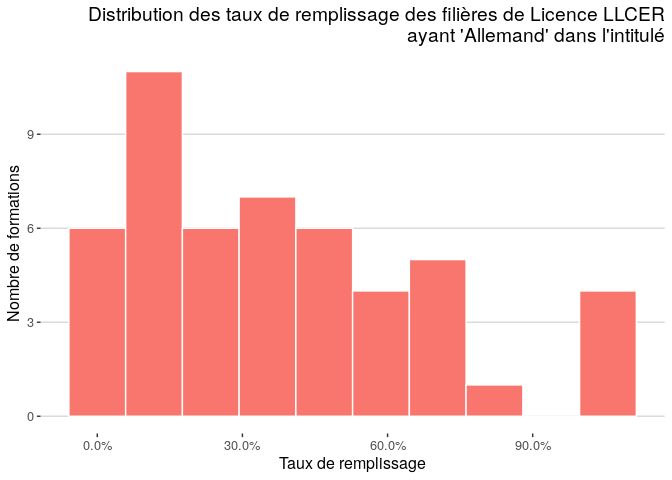 Distribution des taux de remplissage des filières de Licence LLCER
ayant 'Allemand' dans l'intitulé
Nombre de formations
9
6
3
0
0.0%
30.0%
60.0%
90.0%
Taux de remplissage